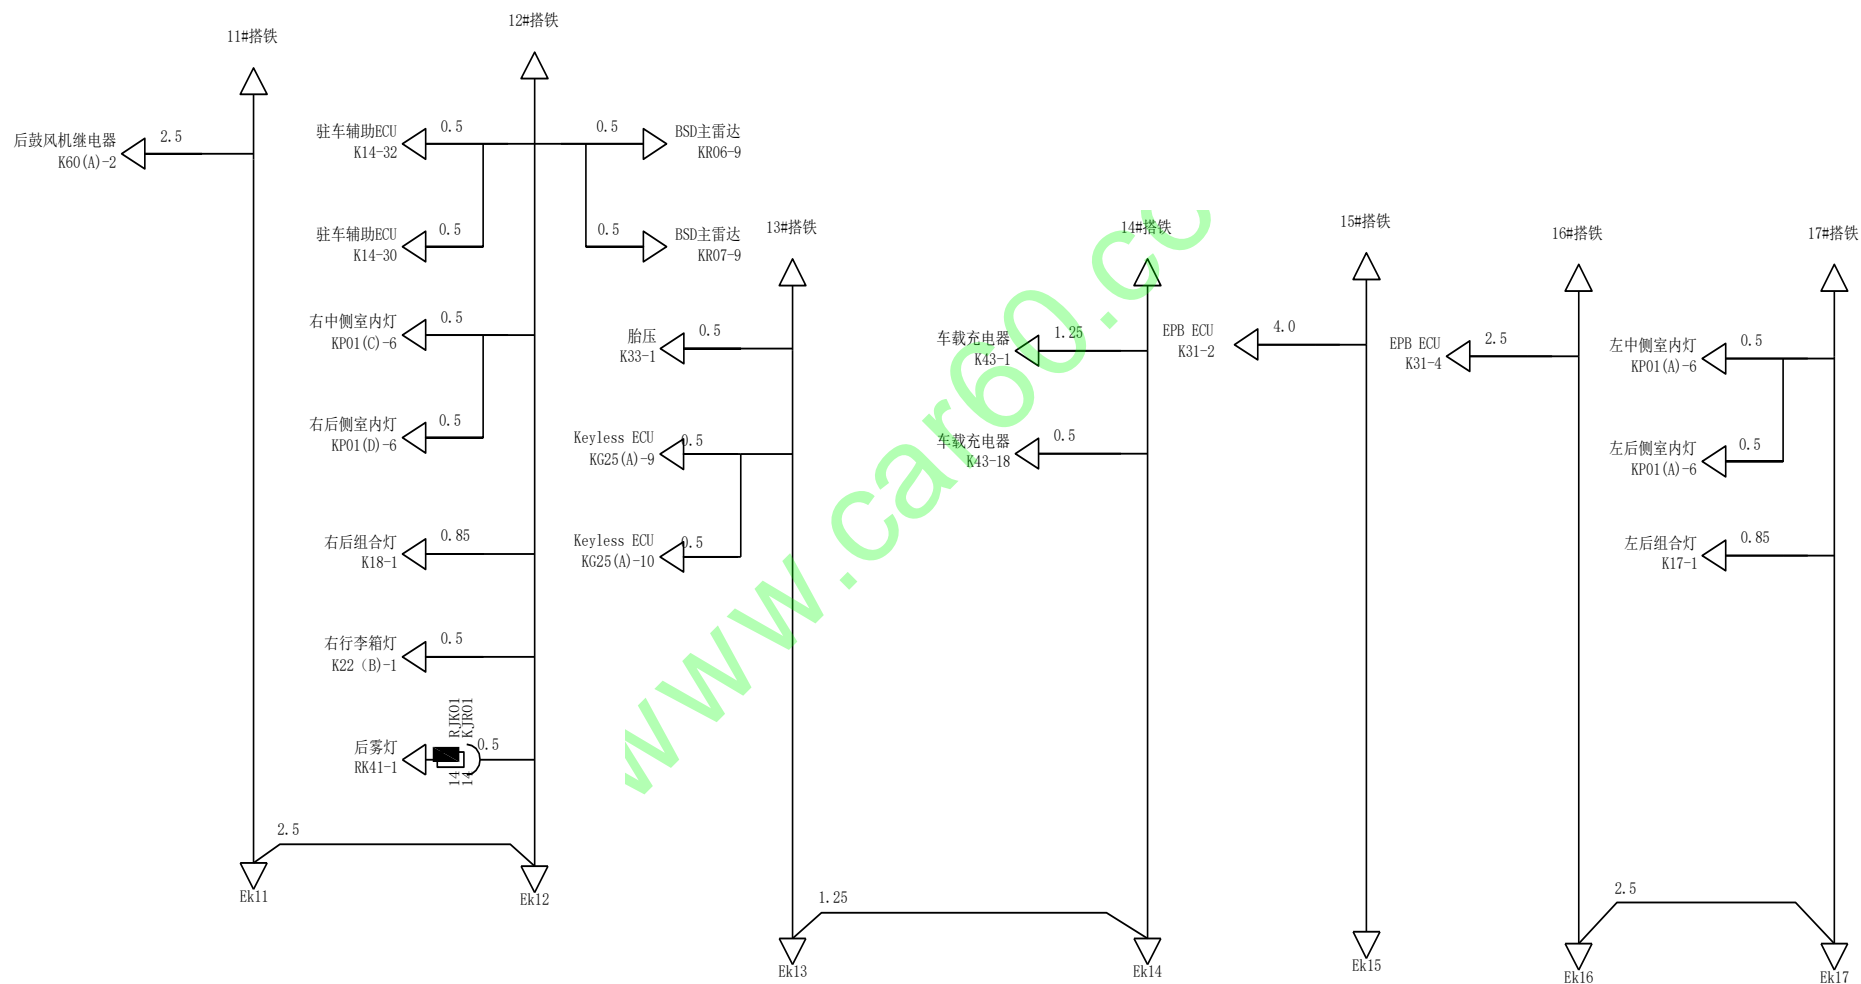 11#搭铁
后鼓风机继电器
K60(A)-2
2.5
12#搭铁
驻车辅助ECU
K14-32
0.5
0.5
BSD主雷达
KR06-9
驻车辅助ECU
K14-30
0.5
0.5
BSD主雷达
KR07-9
右中侧室内灯
KP01(C)-6
0.5
右后侧室内灯
KP01(D)-6
0.5
右后组合灯
K18-1
0.85
右行李箱灯
K22（B)-1
0.5
后雾灯
RK41-1
RJK01
KJR01
14
14
0.5
2.5
Ek11
Ek12
13#搭铁
胎压
K33-1
0.5
Keyless ECU
KG25(A)-9
0.5
Keyless ECU
KG25(A)-10
0.5
14#搭铁
车载充电器
K43-1
1.25
车载充电器
K43-18
0.5
1.25
Ek13
Ek14
15#搭铁
EPB ECU
K31-2
4.0
Ek15
16#搭铁
EPB ECU
K31-4
2.5
17#搭铁
左中侧室内灯
KP01(A)-6
0.5
左后侧室内灯
KP01(A)-6
0.5
左后组合灯
K17-1
0.85
2.5
Ek16
Ek17
www.car60.co